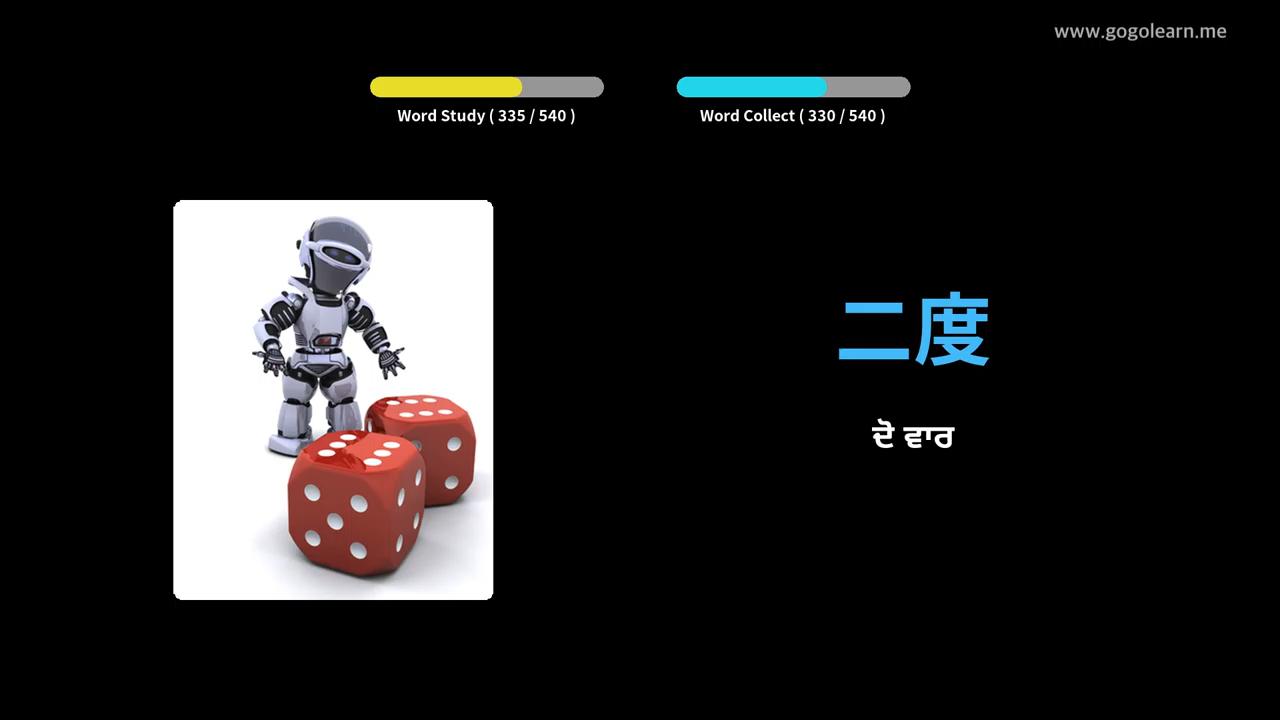 www.gogolearn.me
Word Study ( 335 / 540 )
Word Collect ( 330 / 540 )
二度
ਦੋ ਵਾਰ